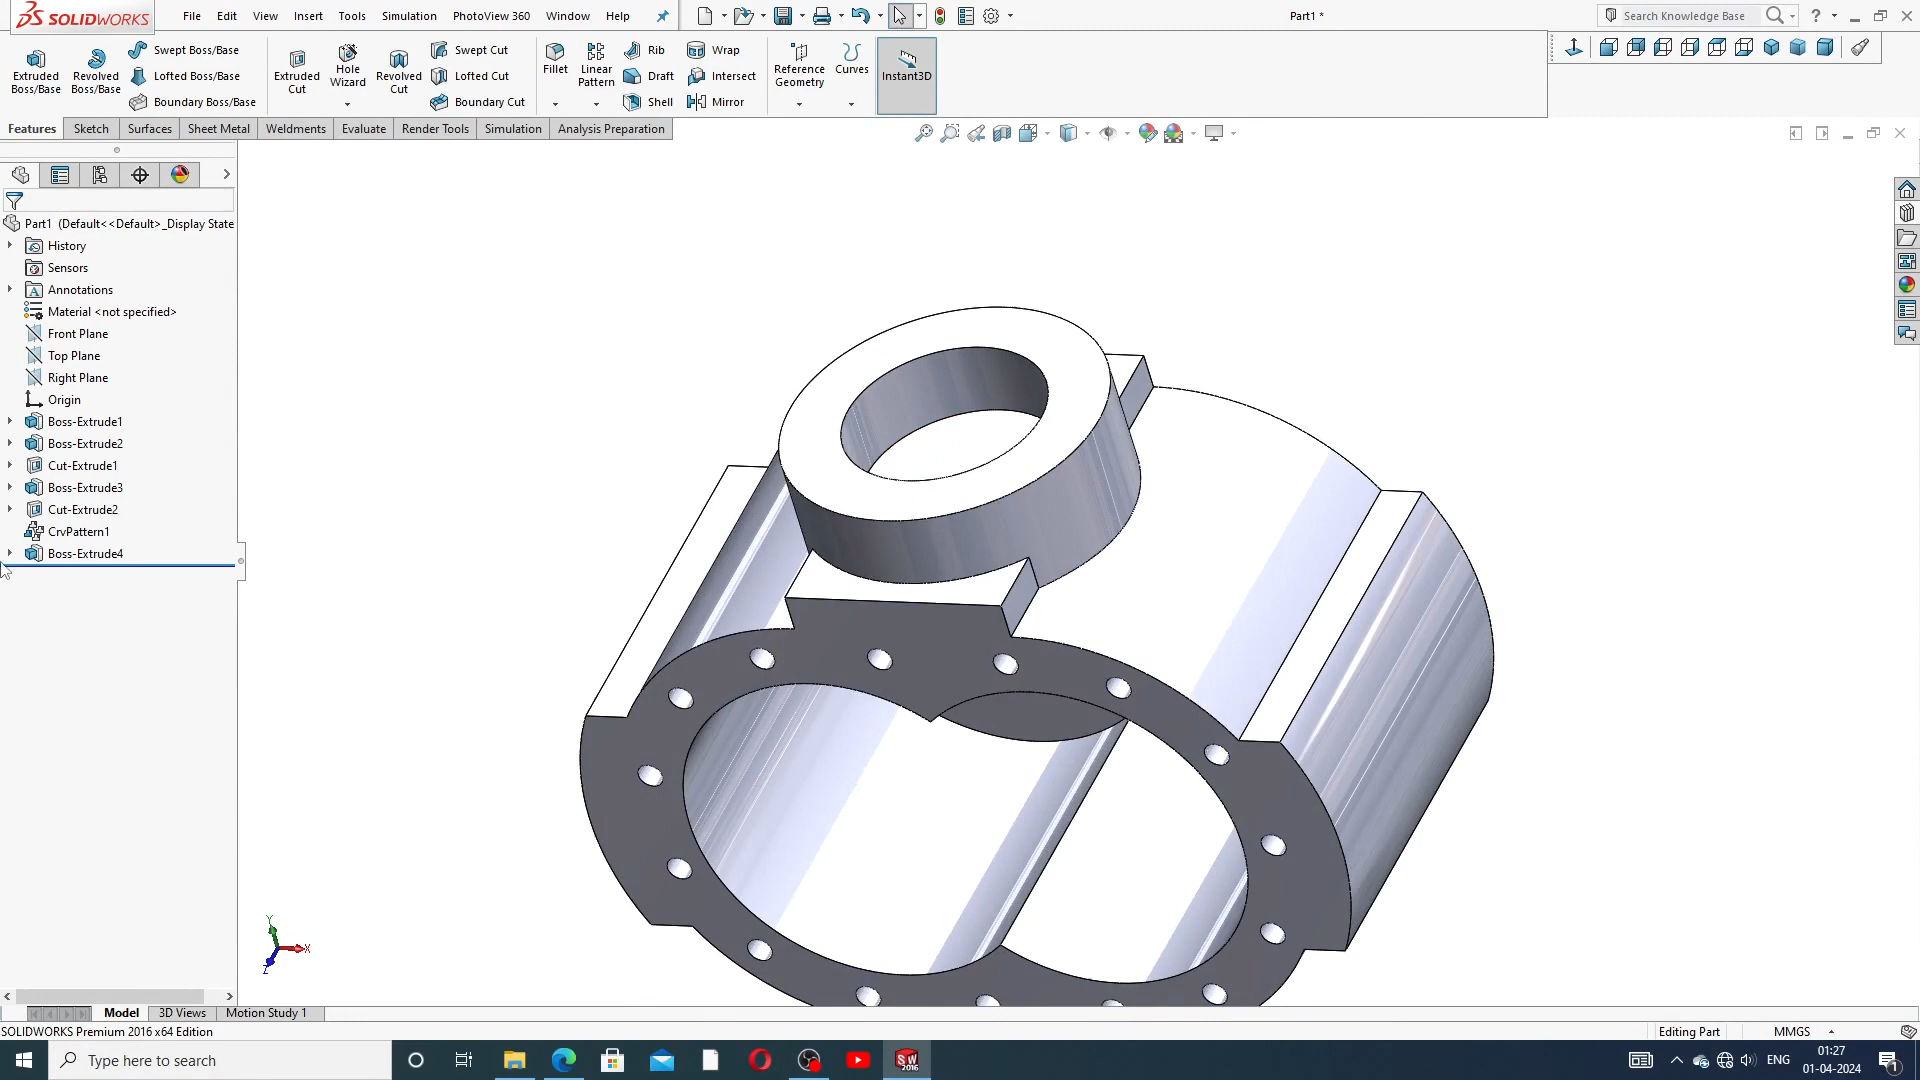 SOLIDWORKS File Edit View Insert Tools Simulation PhotoView 360 Window Help Part1 * Search Knowledge Base ?
Extruded Boss/Base
Revolved Boss/Base
Swept Boss/Base
Lofted Boss/Base
Boundary Boss/Base
Extruded Cut
Hole Wizard
Revolved Cut
Swept Cut
Lofted Cut
Boundary Cut
Fillet
Linear Pattern
Rib
Draft
Shell
Wrap
Intersect
Mirror
Reference Geometry
Curves
Instant3D
Features Sketch Surfaces Sheet Metal Weldments Evaluate Render Tools Simulation Analysis Preparation
Part1 (Default<<Default>_Display State
History
Sensors
Annotations
Material <not specified>
Front Plane
Top Plane
Right Plane
Origin
Boss-Extrude1
Boss-Extrude2
Cut-Extrude1
Boss-Extrude3
Cut-Extrude2
CrvPattern1
Boss-Extrude4
Y
X
Z
Model 3D Views Motion Study 1
SOLIDWORKS Premium 2016 x64 Edition Editing Part MMGS
Type here to search
SW
2016
ENG
01:27
01-04-2024
1